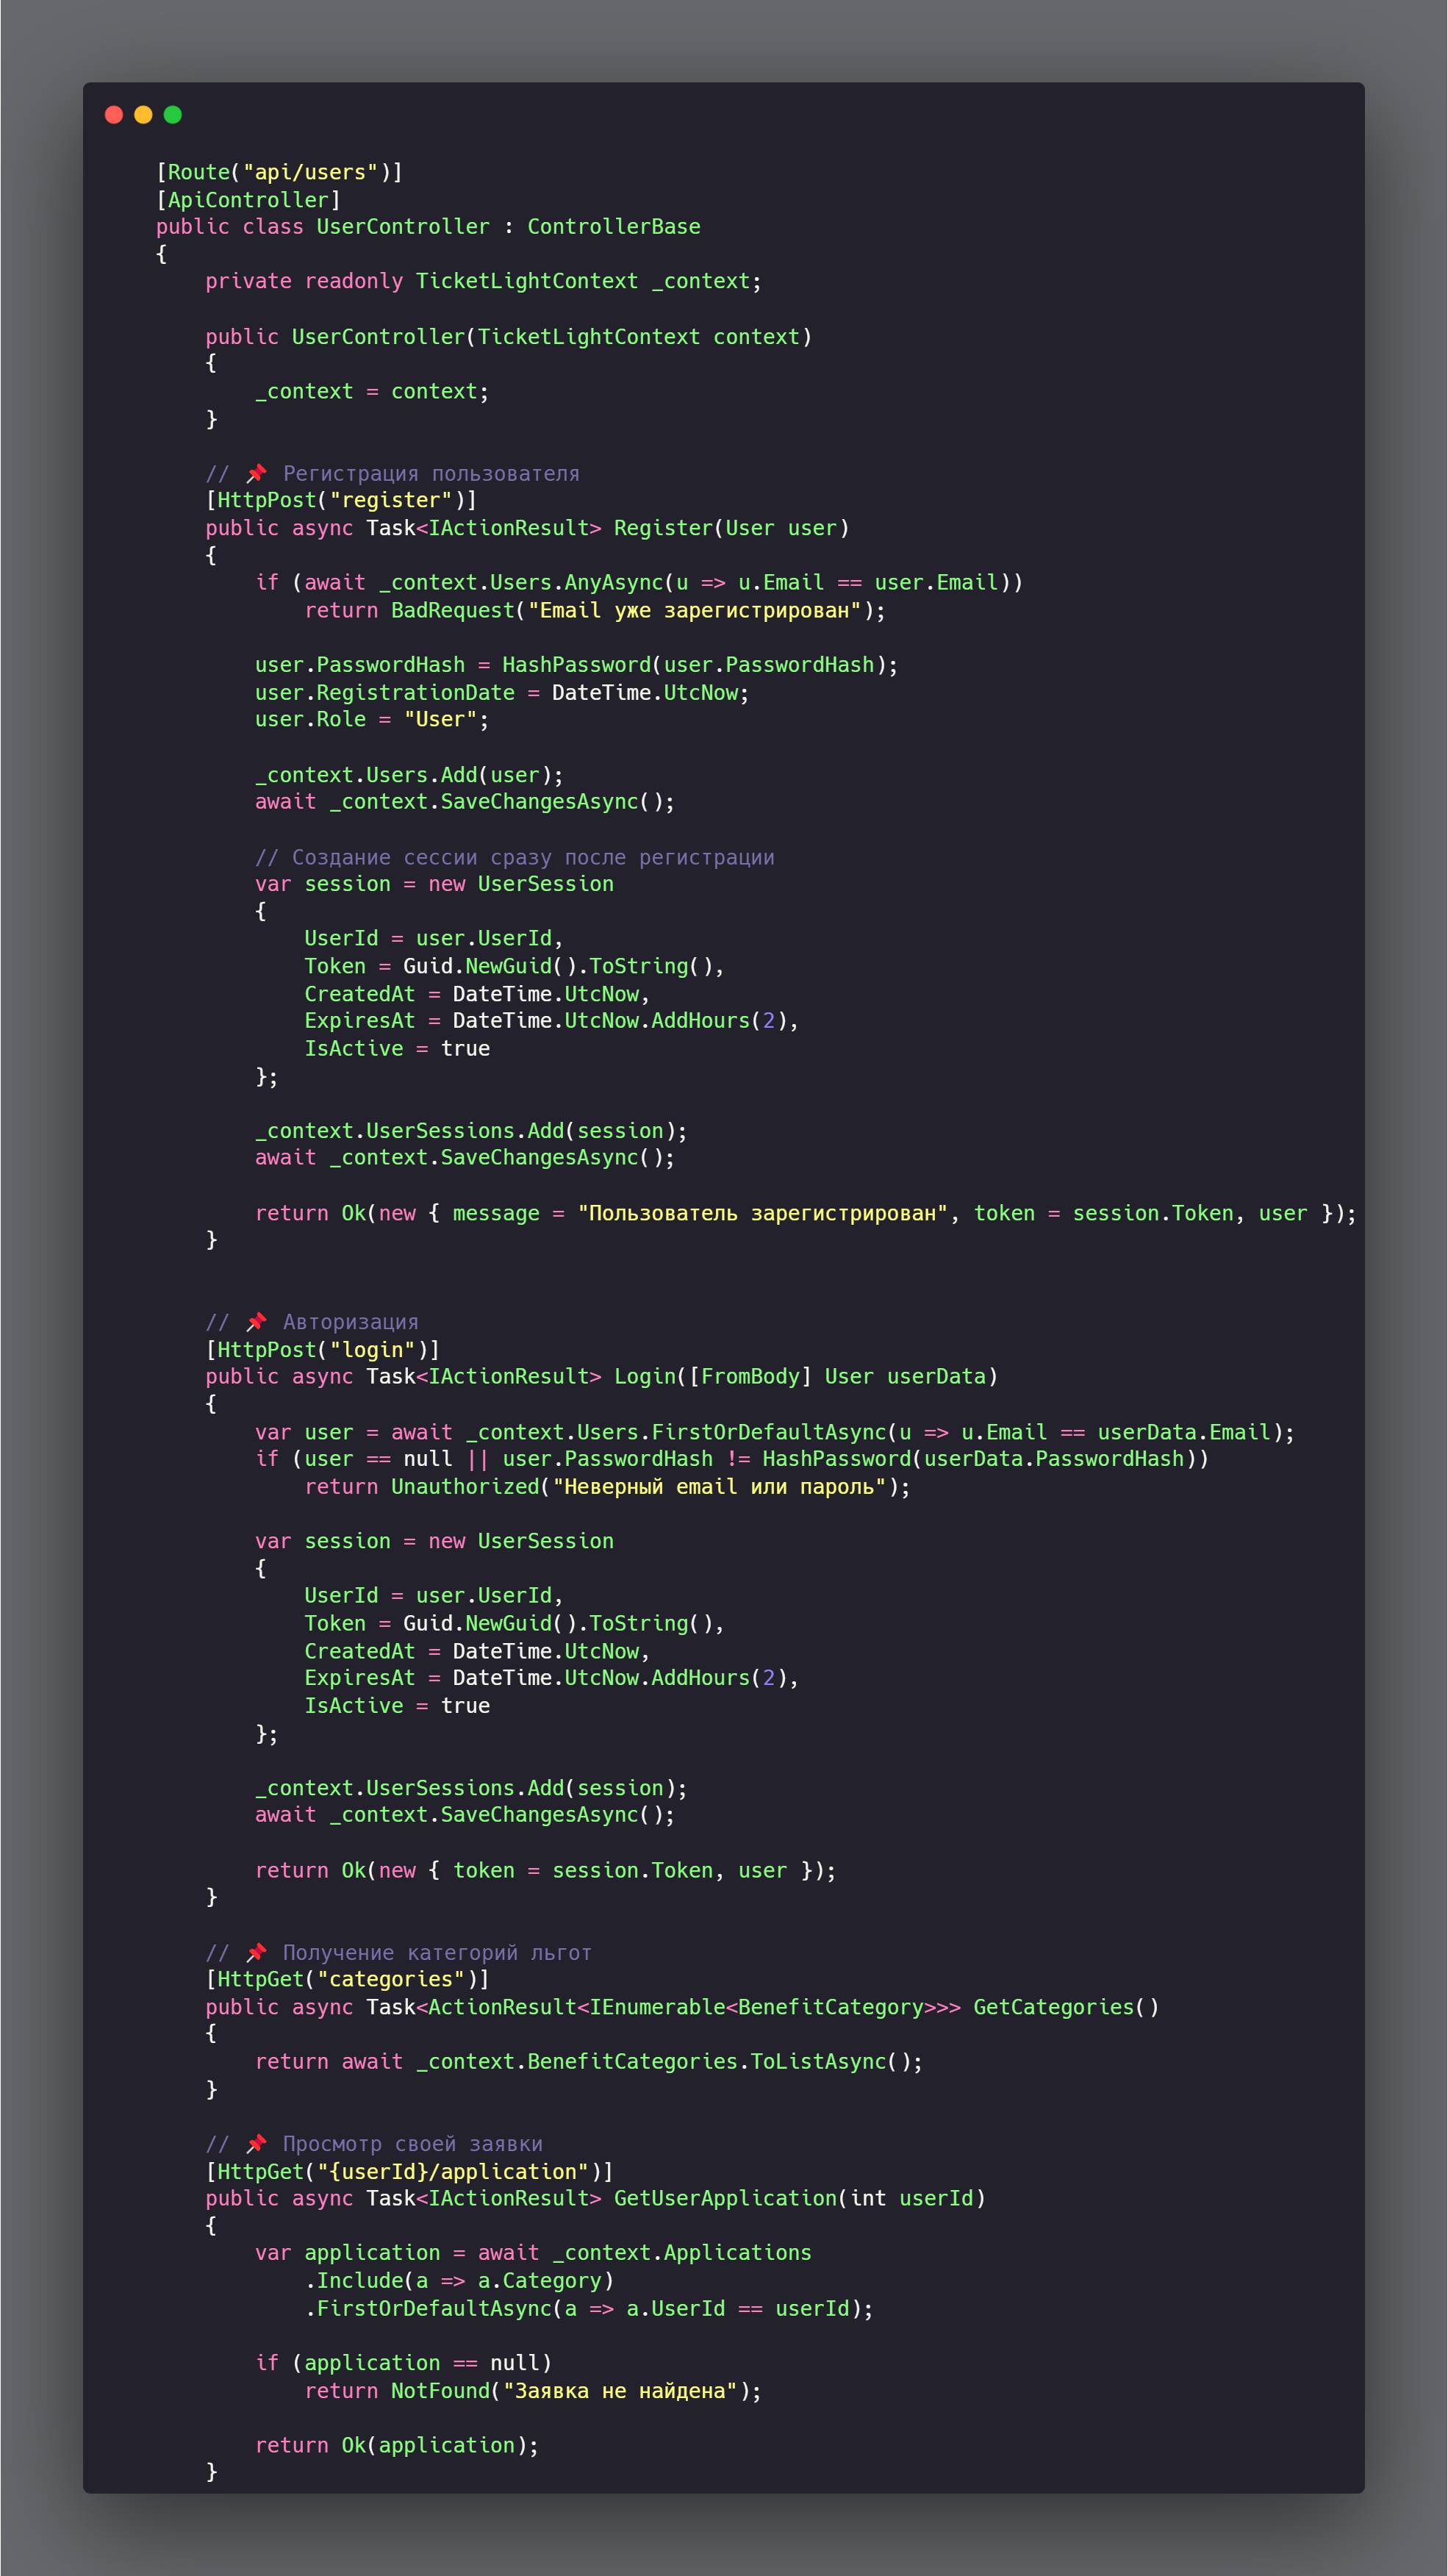 [Route("api/users")]
[ApiController]
public class UserController : ControllerBase
{
    private readonly TicketLightContext _context;

    public UserController(TicketLightContext context)
    {
        _context = context;
    }

    // 📌 Регистрация пользователя
    [HttpPost("register")]
    public async Task<IActionResult> Register(User user)
    {
        if (await _context.Users.AnyAsync(u => u.Email == user.Email))
            return BadRequest("Email уже зарегистрирован");

        user.PasswordHash = HashPassword(user.PasswordHash);
        user.RegistrationDate = DateTime.UtcNow;
        user.Role = "User";

        _context.Users.Add(user);
        await _context.SaveChangesAsync();

        // Создание сессии сразу после регистрации
        var session = new UserSession
        {
            UserId = user.UserId,
            Token = Guid.NewGuid().ToString(),
            CreatedAt = DateTime.UtcNow,
            ExpiresAt = DateTime.UtcNow.AddHours(2),
            IsActive = true
        };

        _context.UserSessions.Add(session);
        await _context.SaveChangesAsync();

        return Ok(new { message = "Пользователь зарегистрирован", token = session.Token, user });
    }


    // 📌 Авторизация
    [HttpPost("login")]
    public async Task<IActionResult> Login([FromBody] User userData)
    {
        var user = await _context.Users.FirstOrDefaultAsync(u => u.Email == userData.Email);
        if (user == null || user.PasswordHash != HashPassword(userData.PasswordHash))
            return Unauthorized("Неверный email или пароль");

        var session = new UserSession
        {
            UserId = user.UserId,
            Token = Guid.NewGuid().ToString(),
            CreatedAt = DateTime.UtcNow,
            ExpiresAt = DateTime.UtcNow.AddHours(2),
            IsActive = true
        };

        _context.UserSessions.Add(session);
        await _context.SaveChangesAsync();

        return Ok(new { token = session.Token, user });
    }

    // 📌 Получение категорий льгот
    [HttpGet("categories")]
    public async Task<ActionResult<IEnumerable<BenefitCategory>>> GetCategories()
    {
        return await _context.BenefitCategories.ToListAsync();
    }

    // 📌 Просмотр своей заявки
    [HttpGet("{userId}/application")]
    public async Task<IActionResult> GetUserApplication(int userId)
    {
        var application = await _context.Applications
            .Include(a => a.Category)
            .FirstOrDefaultAsync(a => a.UserId == userId);

        if (application == null)
            return NotFound("Заявка не найдена");

        return Ok(application);
    }